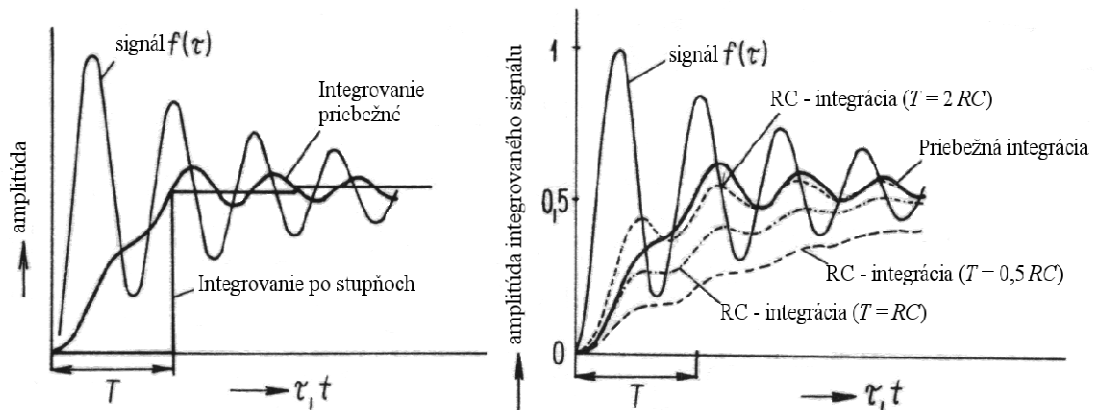 signál f(τ)
Integrovanie
priebežné
amplitúda
Integrovanie po stupňoch
T
τ, t
amplitúda integrovaného signálu
1
0,5
0
signál f(τ)
RC - integrácia (T = 2 RC)
Priebežná integrácia
RC - integrácia (T = 0,5 RC)
RC - integrácia (T = RC)
T
τ, t